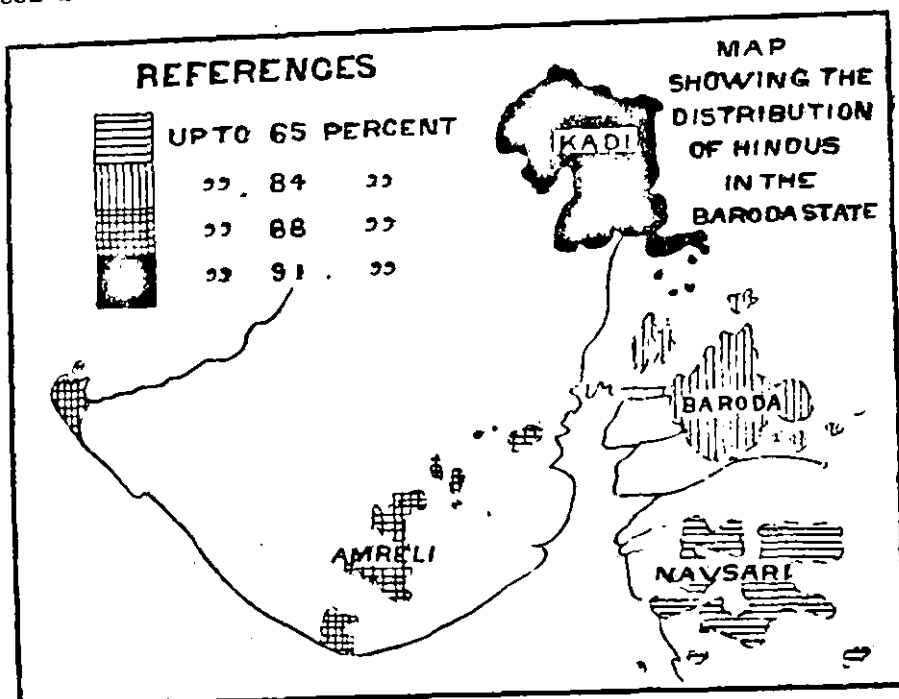 REFERENCES
UPTO 65 PERCENT
" . 84 "
" 88 "
" 91 . "
MAP
SHOWING THE
DISTRIBUTION
OF HINDUS
IN THE
BARODA STATE
KADI
BARODA
AMRELI
NAVSARI